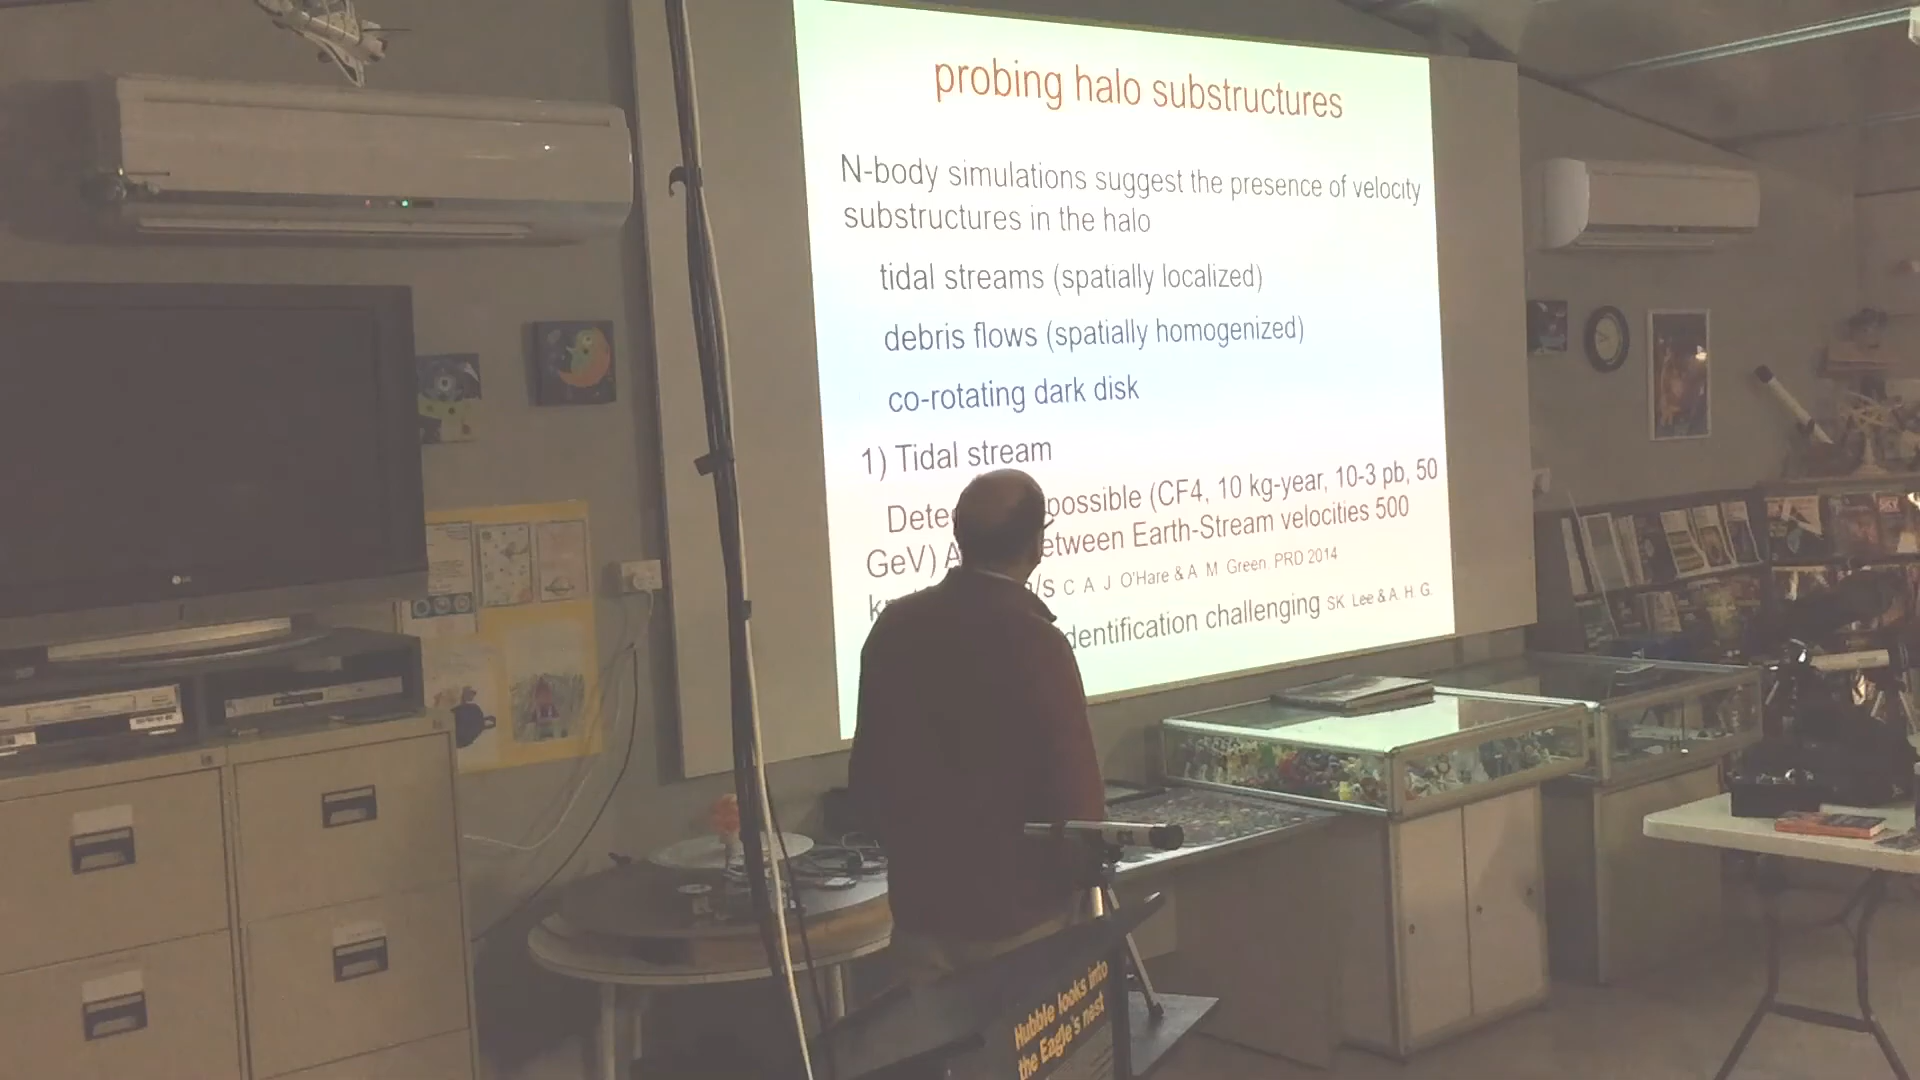 probing halo substructures
N-body simulations suggest the presence of velocity
substructures in the halo
tidal streams (spatially localized)
debris flows (spatially homogenized)
co-rotating dark disk
1) Tidal stream
possible (CF4, 10 kg-year, 10-3 pb, 50
GeV) Earth-Stream velocities 500
C A J O'Hare & A M Green, PRD 2014
challenging SK Lee & A. H. G.
LG
SKY
Hubble looks into
the Eagle's nest